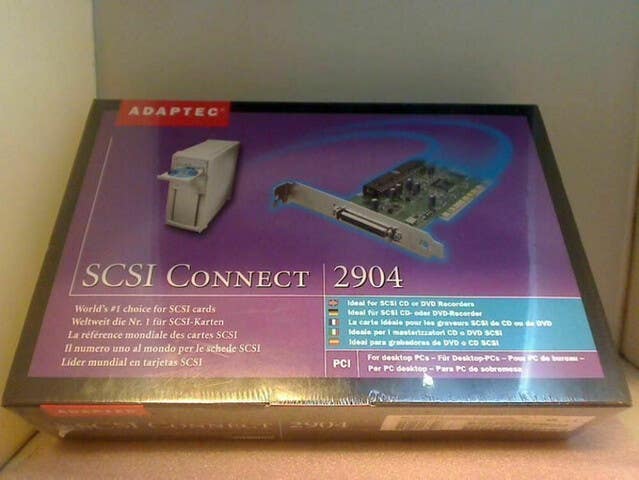 ADAPTEC
SCSI CONNECT 2904
World's #1 choice for SCSI cards
Weltweit die Nr. 1 für SCSI-Karten
La référence mondiale des cartes SCSI
Il numero uno al mondo per le schede SCSI
Líder mundial en tarjetas SCSI
Ideal for SCSI CD or DVD Recorders
Ideal für SCSI CD- oder DVD-Recorder
La carte idéale pour les graveurs SCSI de CD ou de DVD
Ideale per i masterizzatori CD o DVD SCSI
Ideal para grabadoras de DVD o CD SCSI
PCI
For desktop PCs – Für Desktop-PCs – Pour PC de bureau –
Per PC desktop – Para PC de sobremesa
ADAPTEC
SCSI CONNECT 2904